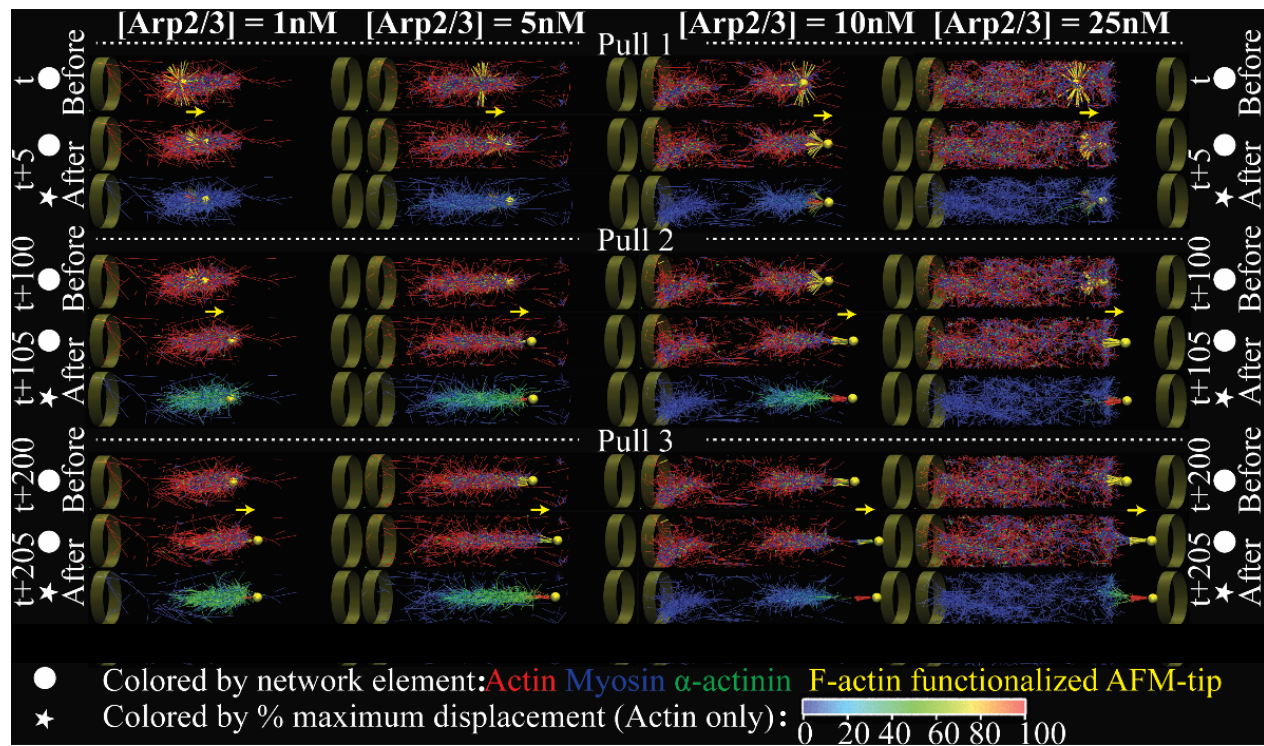 [Arp2/3] = 1nM [Arp2/3] = 5nM [Arp2/3] = 10nM [Arp2/3] = 25nM
Pull 1
t Before
t+5 After
t Before
t+5 After
Pull 2
t+100 Before
t+105 After
t+100 Before
t+105 After
Pull 3
t+200 Before
t+205 After
t+200 Before
t+205 After
Colored by network element: Actin Myosin α-actinin F-actin functionalized AFM-tip
Colored by % maximum displacement (Actin only):
0 20 40 60 80 100